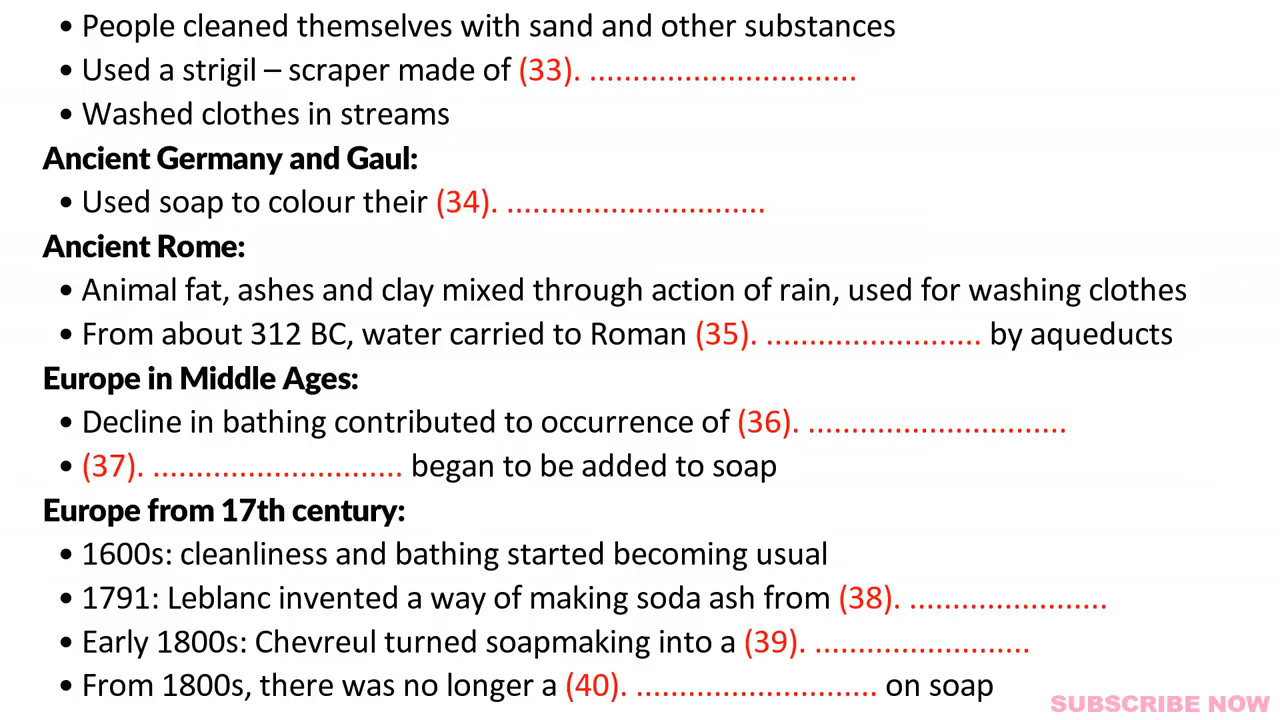 • People cleaned themselves with sand and other substances
• Used a strigil – scraper made of (33). ...............................
• Washed clothes in streams
Ancient Germany and Gaul:
• Used soap to colour their (34). ..............................
Ancient Rome:
• Animal fat, ashes and clay mixed through action of rain, used for washing clothes
• From about 312 BC, water carried to Roman (35). ......................... by aqueducts
Europe in Middle Ages:
• Decline in bathing contributed to occurrence of (36). ..............................
• (37). ............................. began to be added to soap
Europe from 17th century:
• 1600s: cleanliness and bathing started becoming usual
• 1791: Leblanc invented a way of making soda ash from (38). .......................
• Early 1800s: Chevreul turned soapmaking into a (39). .........................
• From 1800s, there was no longer a (40). ............................ on soap
SUBSCRIBE NOW